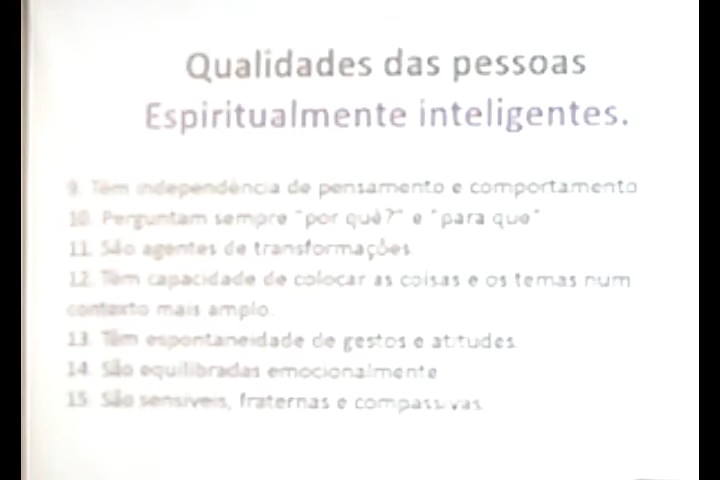 Qualidades das pessoas
Espiritualmente inteligentes.
9. Têm independência de pensamento e comportamento
10. Perguntam sempre "por quê?" e "para que"
11. São agentes de transformações
12. Têm capacidade de colocar as coisas e os temas num
contexto mais amplo.
13. Têm espontaneidade de gestos e atitudes
14. São equilibradas emocionalmente
15. São sensíveis, fraternas e compassivas